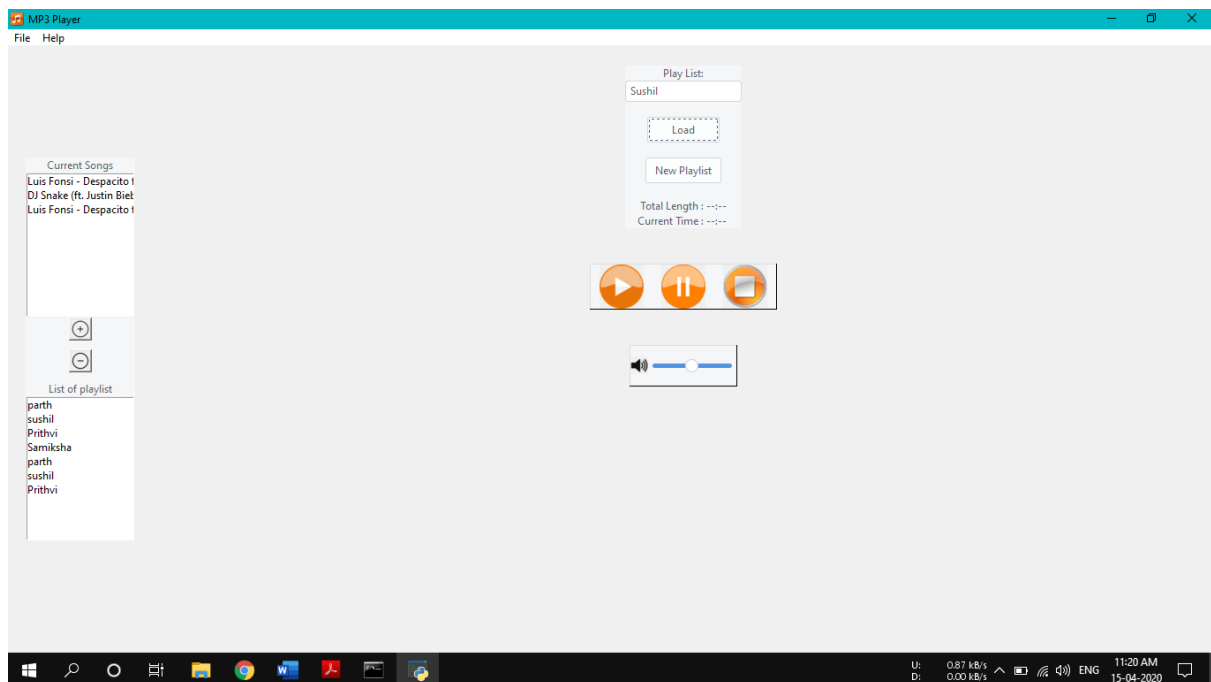 MP3 Player
File Help
Play List:
Sushil
Load
New Playlist
Total Length : --:--
Current Time : --:--
Current Songs
Luis Fonsi - Despacito f
DJ Snake (ft. Justin Bieb
Luis Fonsi - Despacito f
List of playlist
parth
sushil
Prithvi
Samiksha
parth
sushil
Prithvi
U: 0.87 kB/s
D: 0.00 kB/s
ENG
11:20 AM
15-04-2020